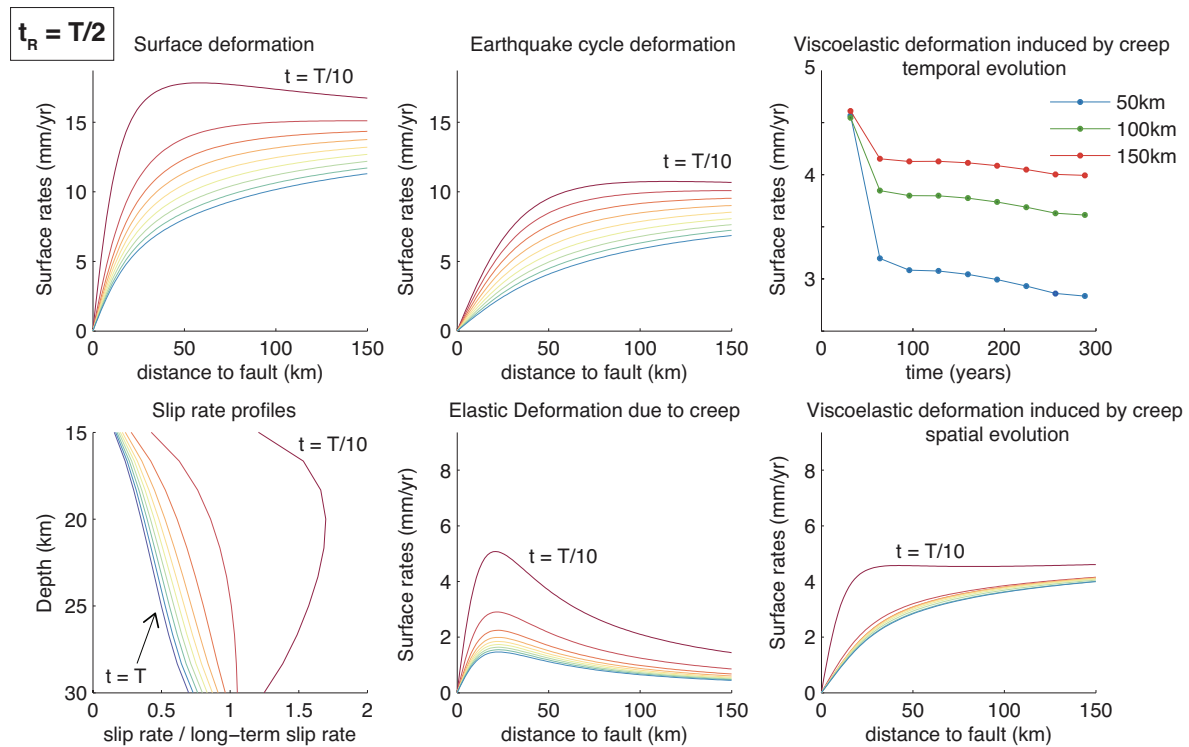 t_R = T/2
Surface deformation
Surface rates (mm/yr)
15
10
5
0
t = T/10
0 50 100 150
distance to fault (km)
Earthquake cycle deformation
Surface rates (mm/yr)
15
10
5
0
t = T/10
0 50 100 150
distance to fault (km)
Viscoelastic deformation induced by creep
temporal evolution
Surface rates (mm/yr)
5
4
3
50km
100km
150km
0 100 200 300
time (years)
Slip rate profiles
Depth (km)
15
20
25
30
t = T/10
t = T
0 0.5 1 1.5 2
slip rate / long−term slip rate
Elastic Deformation due to creep
Surface rates (mm/yr)
8
6
4
2
0
t = T/10
0 50 100 150
distance to fault (km)
Viscoelastic deformation induced by creep
spatial evolution
Surface rates (mm/yr)
8
6
4
2
0
t = T/10
0 50 100 150
distance to fault (km)